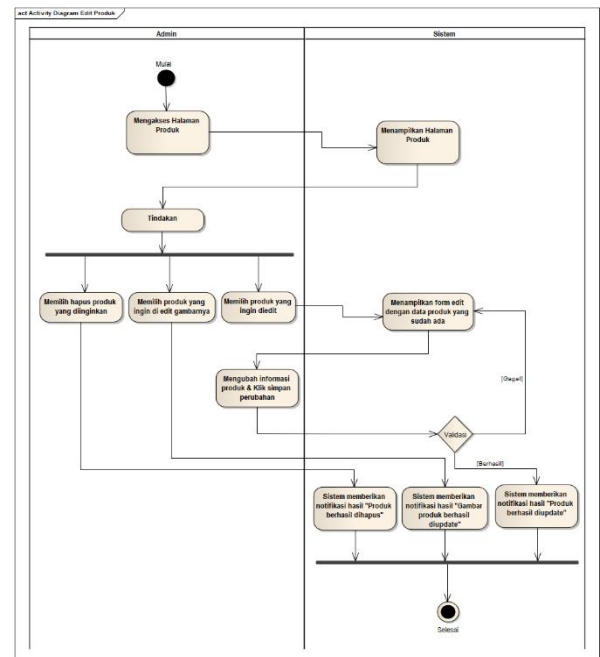 act Activity Diagram Edit Produk
Admin
Sistem
Mulai
Mengakses Halaman
Produk
Menampilkan Halaman
Produk
Tindakan
Memilih hapus produk
yang diinginkan
Memilih produk yang
ingin di edit gambarnya
Memilih produk yang
ingin diedit
Menampilkan form edit
dengan data produk yang
sudah ada
Mengubah informasi
produk & Klik simpan
perubahan
[Gagal]
Validasi
[Berhasil]
Sistem memberikan
notifikasi hasil "Produk
berhasil dihapus"
Sistem memberikan
notifikasi hasil "Gambar
produk berhasil
diupdate"
Sistem memberikan
notifikasi hasil "Produk
berhasil diupdate"
Selesai